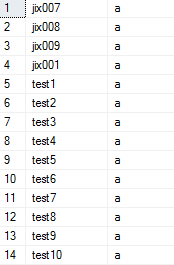 1 jix007 a
2 jix008 a
3 jix009 a
4 jix001 a
5 test1 a
6 test2 a
7 test3 a
8 test4 a
9 test5 a
10 test6 a
11 test7 a
12 test8 a
13 test9 a
14 test10 a